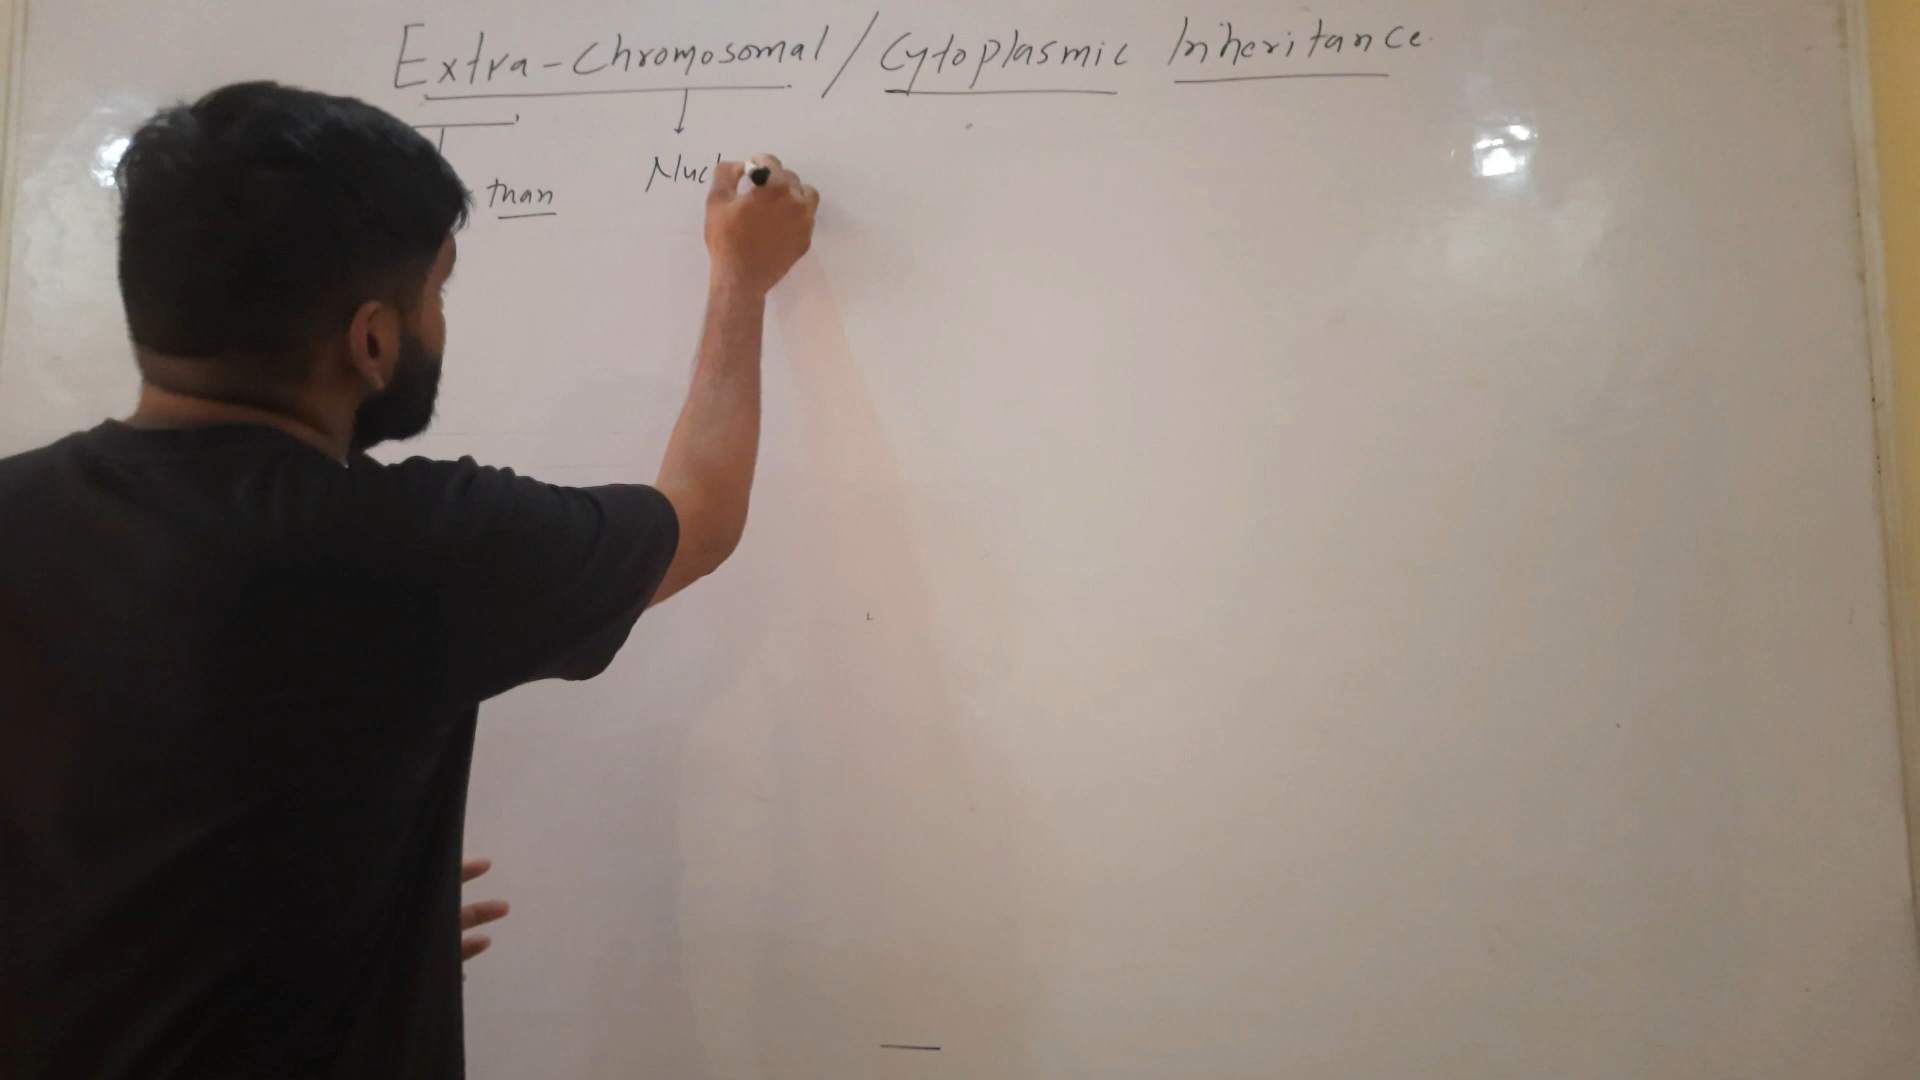 Extra-Chromosomal / Cytoplasmic Inheritance.
than Nuc